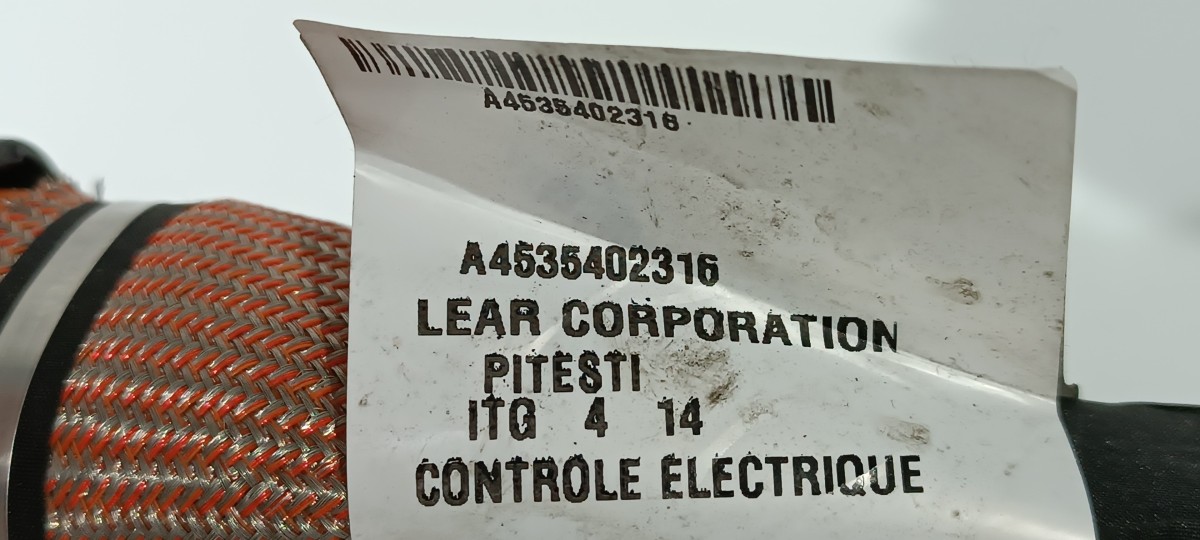 A4535402316
A4535402316
LEAR CORPORATION
PITESTI
ITG 4 14
CONTROLE ELECTRIQUE